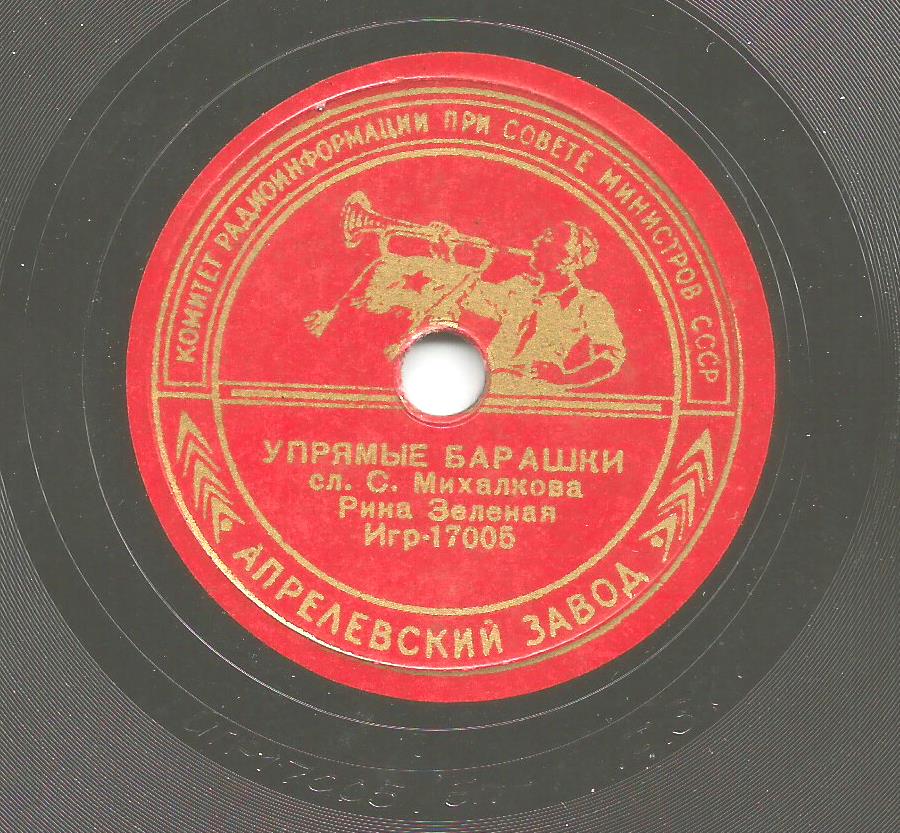 КОМИТЕТ РАДИОИНФОРМАЦИИ ПРИ СОВЕТЕ МИНИСТРОВ СССР
УПРЯМЫЕ БАРАШКИ
сл. С. Михалкова
Рина Зеленая
Игр-17005
АПРЕЛЕВСКИЙ ЗАВОД